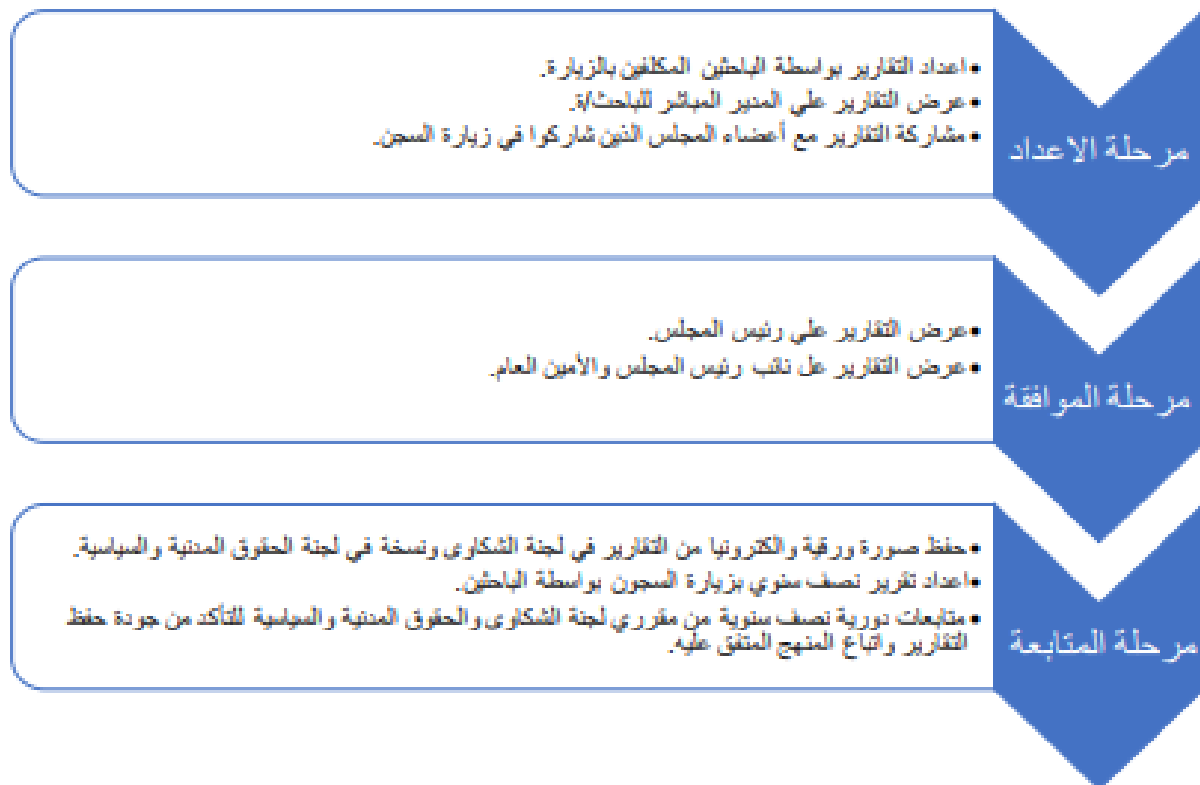 مرحلة الاعداد
•اعداد التقارير بواسطة الباحثين المكلفين بالزيارة.
•عرض التقارير علي المدير المباشر للباحث/ة.
•مشاركة التقارير مع أعضاء المجلس الذين شاركوا في زيارة السجن.
مرحلة الموافقة
•عرض التقارير علي رئيس المجلس.
•عرض التقارير عل نائب رئيس المجلس والأمين العام.
مرحلة المتابعة
•حفظ صورة ورقية والكترونيا من التقارير في لجنة الشكاوى ونسخة في لجنة الحقوق المدنية والسياسية.
•اعداد تقرير نصف سنوي بزيارة السجون بواسطة الباحثين.
•متابعات دورية نصف سنوية من مقرري لجنة الشكاوى والحقوق المدنية والسياسية للتأكد من جودة حفظ
التقارير واتباع المنهج المتفق عليه.